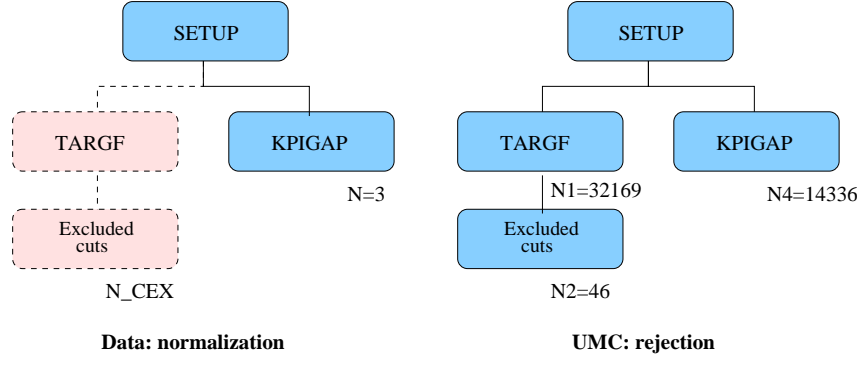 SETUP
SETUP
TARGF
KPIGAP
TARGF
KPIGAP
N=3
N1=32169
N4=14336
Excluded
cuts
Excluded
cuts
N_CEX
N2=46
Data: normalization
UMC: rejection